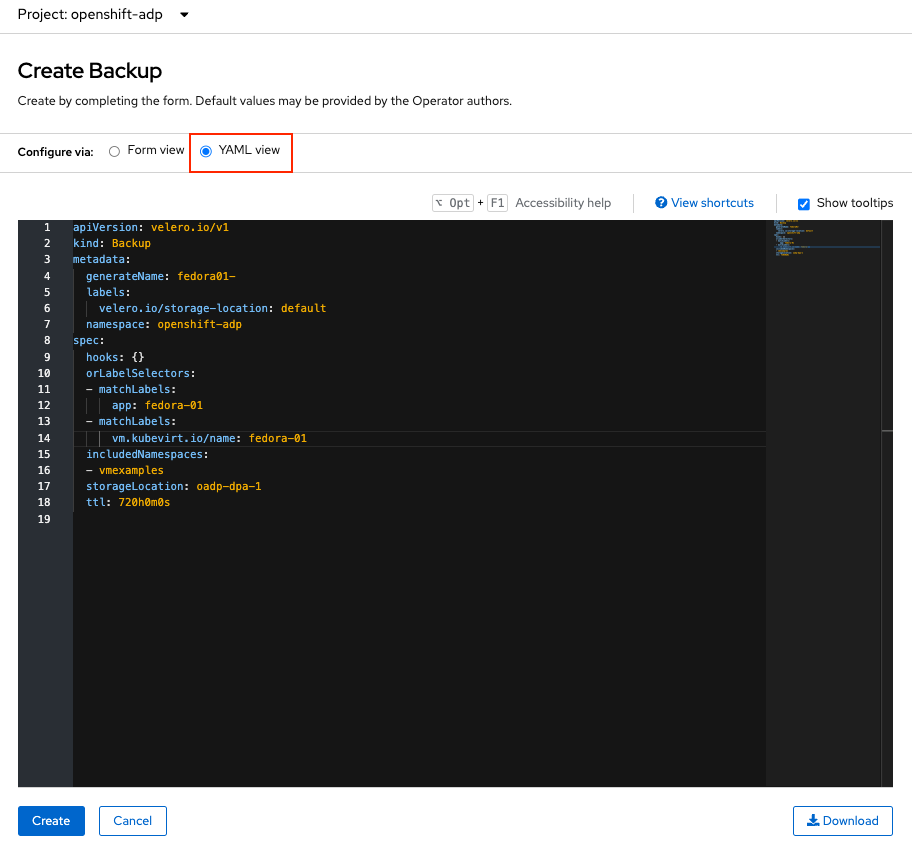 Project: openshift-adp
Create Backup
Create by completing the form. Default values may be provided by the Operator authors.
Configure via: Form view YAML view
⌥ Opt + F1 Accessibility help View shortcuts Show tooltips
1 apiVersion: velero.io/v1
2 kind: Backup
3 metadata:
4   generateName: fedora01-
5   labels:
6     velero.io/storage-location: default
7   namespace: openshift-adp
8 spec:
9   hooks: {}
10   orLabelSelectors:
11   - matchLabels:
12       app: fedora-01
13   - matchLabels:
14       vm.kubevirt.io/name: fedora-01
15   includedNamespaces:
16   - vmexamples
17   storageLocation: oadp-dpa-1
18   ttl: 720h0m0s
19
Create Cancel Download